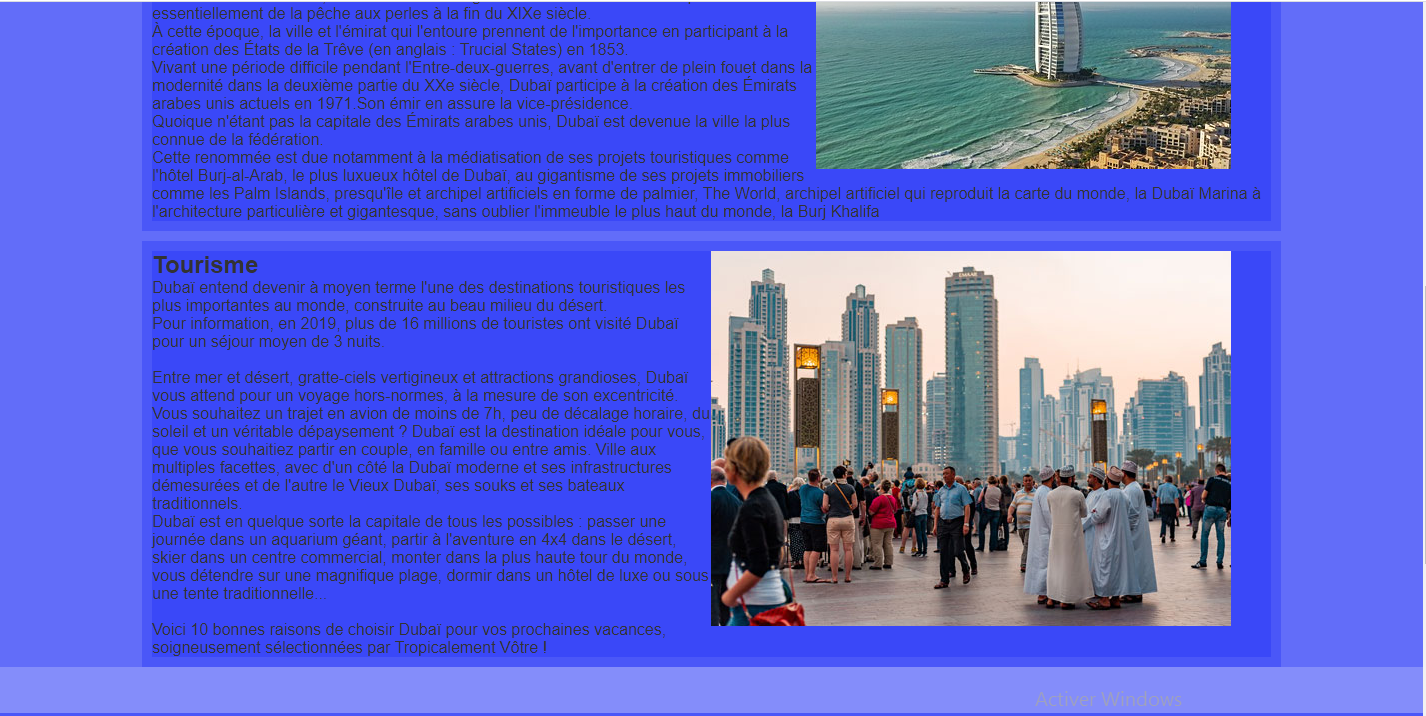 essentiellement de la pêche aux perles à la fin du XIXe siècle.
À cette époque, la ville et l'émirat qui l'entoure prennent de l'importance en participant à la
création des États de la Trêve (en anglais : Trucial States) en 1853.
Vivant une période difficile pendant l'Entre-deux-guerres, avant d'entrer de plein fouet dans la
modernité dans la deuxième partie du XXe siècle, Dubaï participe à la création des Émirats
arabes unis actuels en 1971.Son émir en assure la vice-présidence.
Quoique n'étant pas la capitale des Émirats arabes unis, Dubaï est devenue la ville la plus
connue de la fédération.
Cette renommée est due notamment à la médiatisation de ses projets touristiques comme
l'hôtel Burj-al-Arab, le plus luxueux hôtel de Dubaï, au gigantisme de ses projets immobiliers
comme les Palm Islands, presqu'île et archipel artificiels en forme de palmier, The World, archipel artificiel qui reproduit la carte du monde, la Dubaï Marina à
l'architecture particulière et gigantesque, sans oublier l'immeuble le plus haut du monde, la Burj Khalifa
Tourisme
Dubaï entend devenir à moyen terme l'une des destinations touristiques les
plus importantes au monde, construite au beau milieu du désert.
Pour information, en 2019, plus de 16 millions de touristes ont visité Dubaï
pour un séjour moyen de 3 nuits.
Entre mer et désert, gratte-ciels vertigineux et attractions grandioses, Dubaï
vous attend pour un voyage hors-normes, à la mesure de son excentricité.
Vous souhaitez un trajet en avion de moins de 7h, peu de décalage horaire, du
soleil et un véritable dépaysement ? Dubaï est la destination idéale pour vous,
que vous souhaitiez partir en couple, en famille ou entre amis. Ville aux
multiples facettes, avec d'un côté la Dubaï moderne et ses infrastructures
démesurées et de l'autre le Vieux Dubaï, ses souks et ses bateaux
traditionnels.
Dubaï est en quelque sorte la capitale de tous les possibles : passer une
journée dans un aquarium géant, partir à l'aventure en 4x4 dans le désert,
skier dans un centre commercial, monter dans la plus haute tour du monde,
vous détendre sur une magnifique plage, dormir dans un hôtel de luxe ou sous
une tente traditionnelle...
Voici 10 bonnes raisons de choisir Dubaï pour vos prochaines vacances,
soigneusement sélectionnées par Tropicalement Vôtre !
EMAAR
Activer Windows